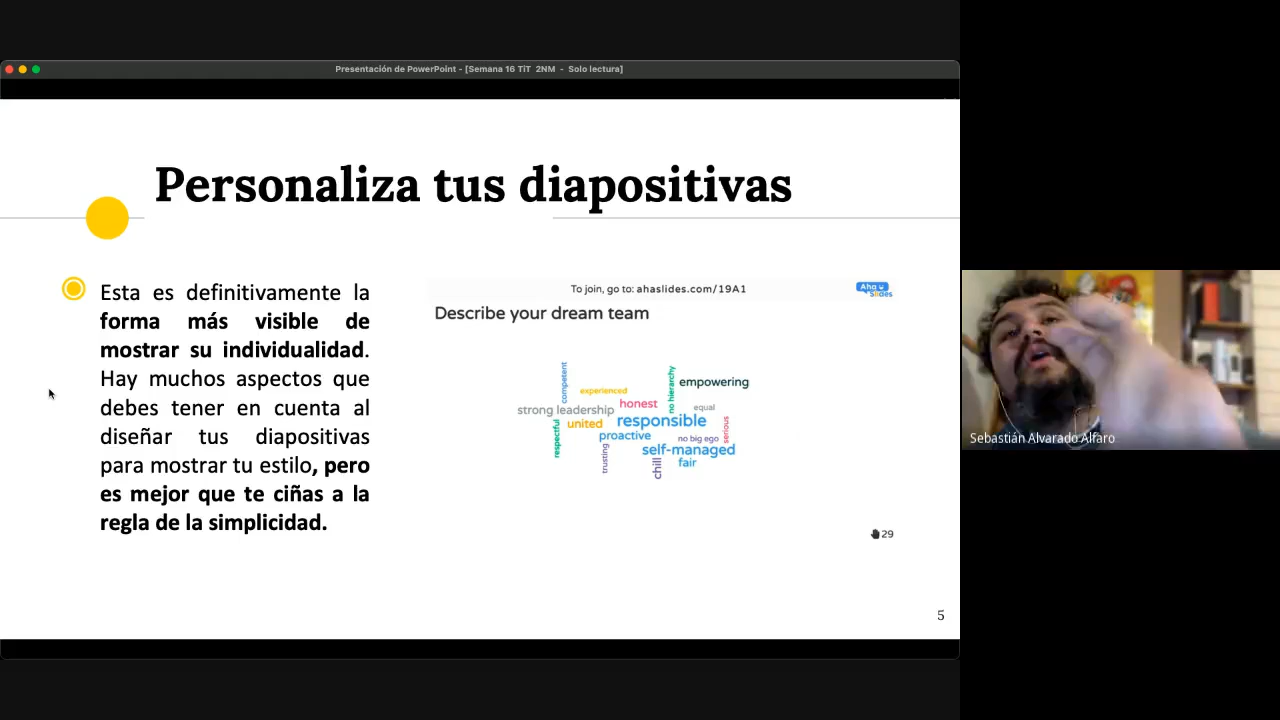 Presentación de PowerPoint - [Semana 16 TiT 2NM - Solo lectura]
Personaliza tus diapositivas
Esta es definitivamente la
forma más visible de
mostrar su individualidad.
Hay muchos aspectos que
debes tener en cuenta al
diseñar tus diapositivas
para mostrar tu estilo, pero
es mejor que te ciñas a la
regla de la simplicidad.
To join, go to: ahaslides.com/19A1
Aha
Slides
Describe your dream team
competent
experienced
no hierarchy
empowering
strong leadership
honest
equal
respectful
united
responsible
serious
proactive
no big ego
trusting
self-managed
chill
fair
29
5
Sebastián Alvarado Alfaro